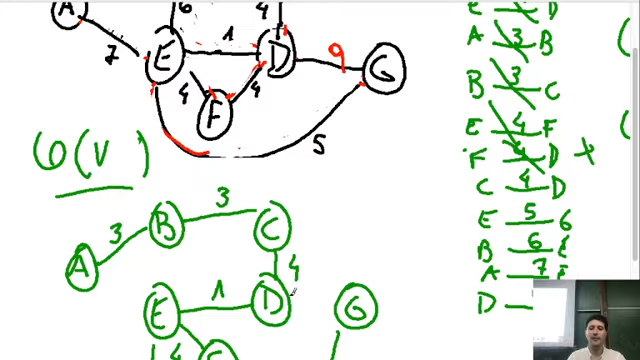 A 6 4
7 E 1 D 9 G
4 F 4
5
O(V )
A 3 B 3 C
4
E 1 D G
4
D
A 3 B
B 3 C
E 4 F
F 4 D +
C 4 D
E 5 G
B 6 E
A 7 E
D